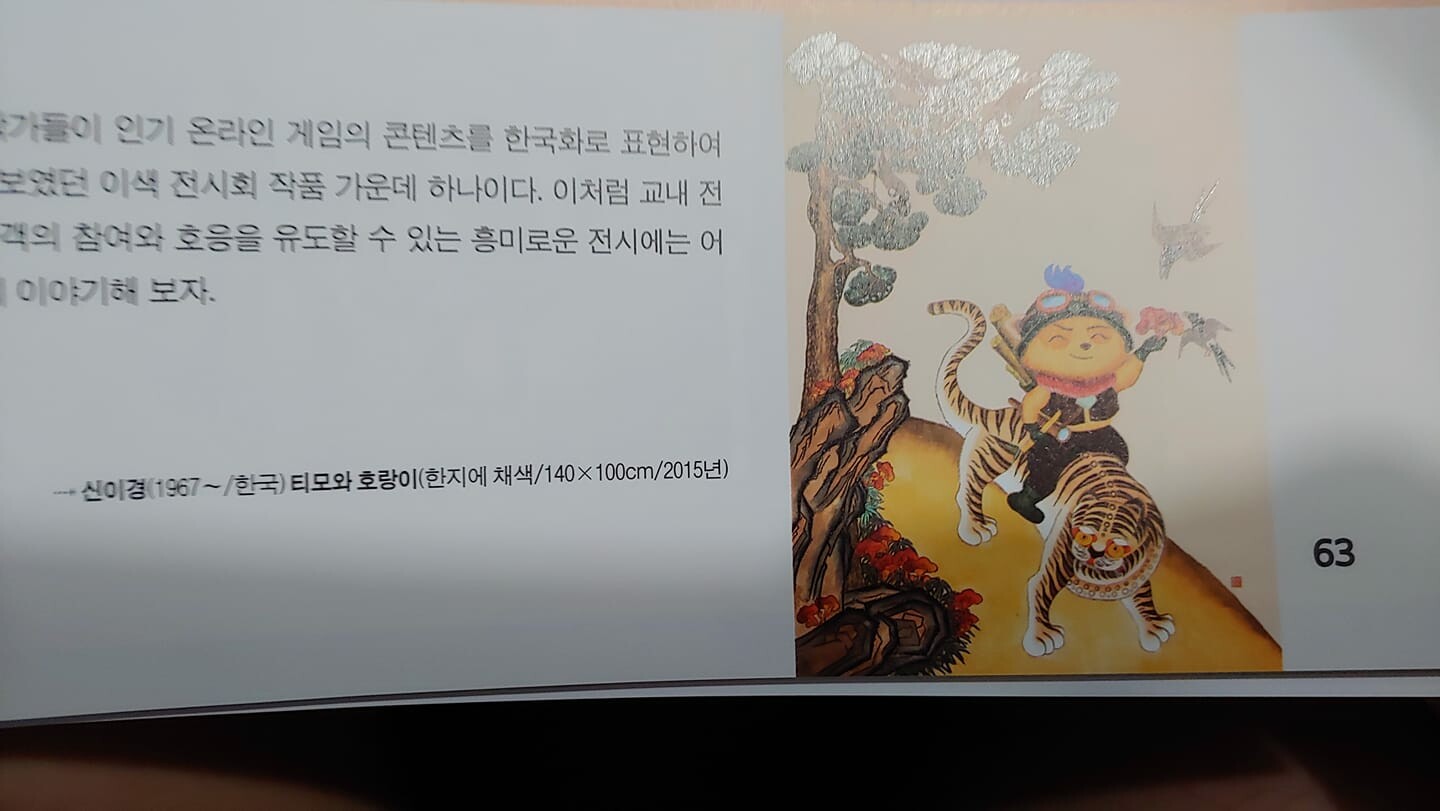 가들이 인기 온라인 게임의 콘텐츠를 한국화로 표현하여
보였던 이색 전시회 작품 가운데 하나이다. 이처럼 교내 전
객의 참여와 호응을 유도할 수 있는 흥미로운 전시에는 어
이야기해 보자.
신이경(1967~/한국) 티모와 호랑이(한지에 채색/140×100cm/2015년)
63